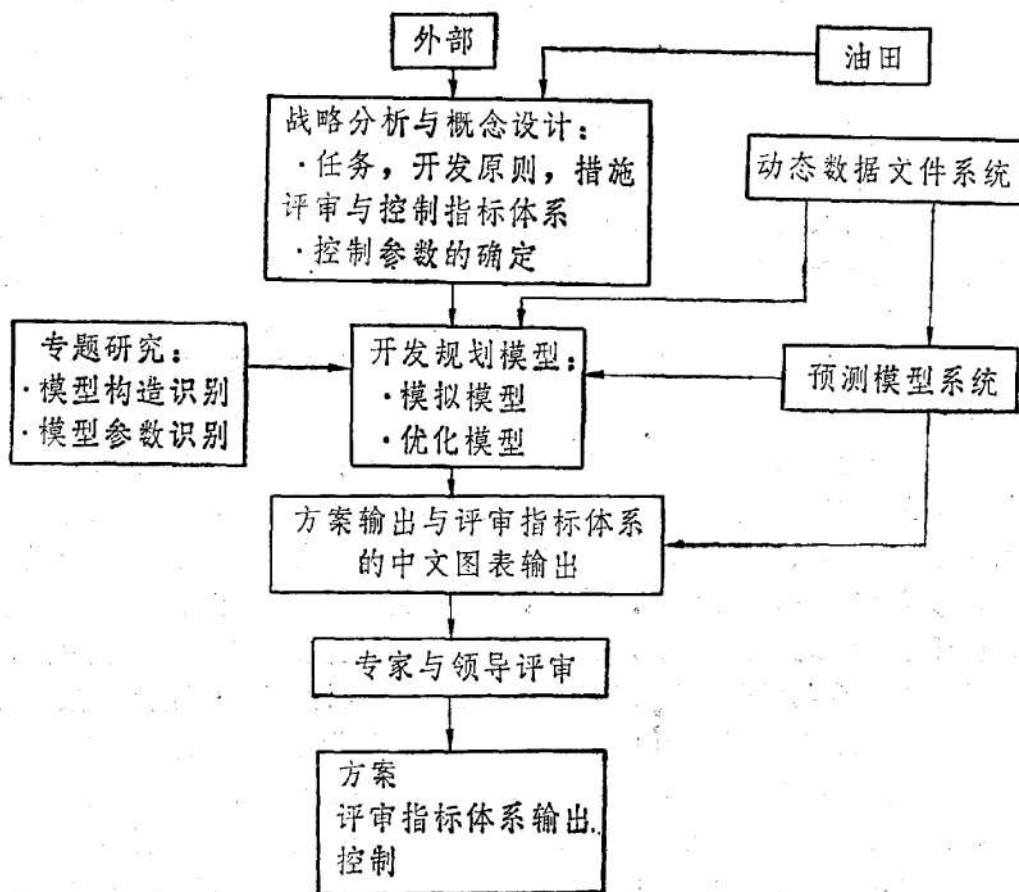 外部
油田
战略分析与概念设计：
·任务，开发原则，措施
评审与控制指标体系
·控制参数的确定
动态数据文件系统
专题研究：
·模型构造识别
·模型参数识别
开发规划模型：
·模拟模型
·优化模型
预测模型系统
方案输出与评审指标体系
的中文图表输出
专家与领导评审
方案
评审指标体系输出
控制